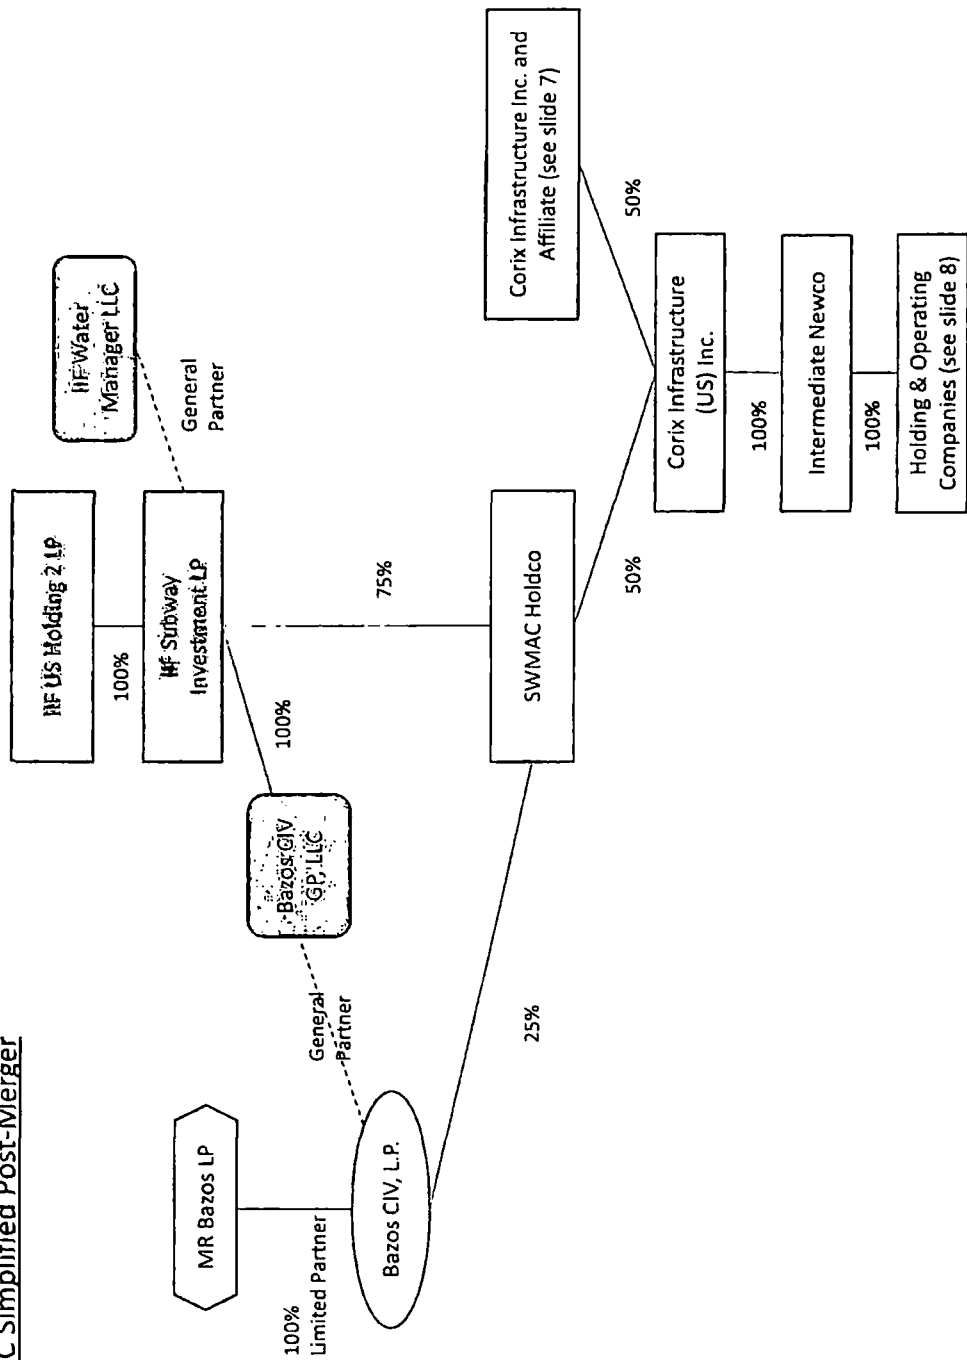 C Simplified Post-Merger
IIF US Holding 2 LP
100%
IIF Subway
Investment LP
IIF Water
Manager LLC
General
Partner
100%
Bazos CIV
GP, LLC
General
Partner
MR Bazos LP
100%
Limited Partner
Bazos CIV, L.P.
75%
25%
SWMAC Holdco
Corix Infrastructure Inc. and
Affiliate (see slide 7)
50%
50%
Corix Infrastructure
(US) Inc.
100%
Intermediate Newco
100%
Holding & Operating
Companies (see slide 8)